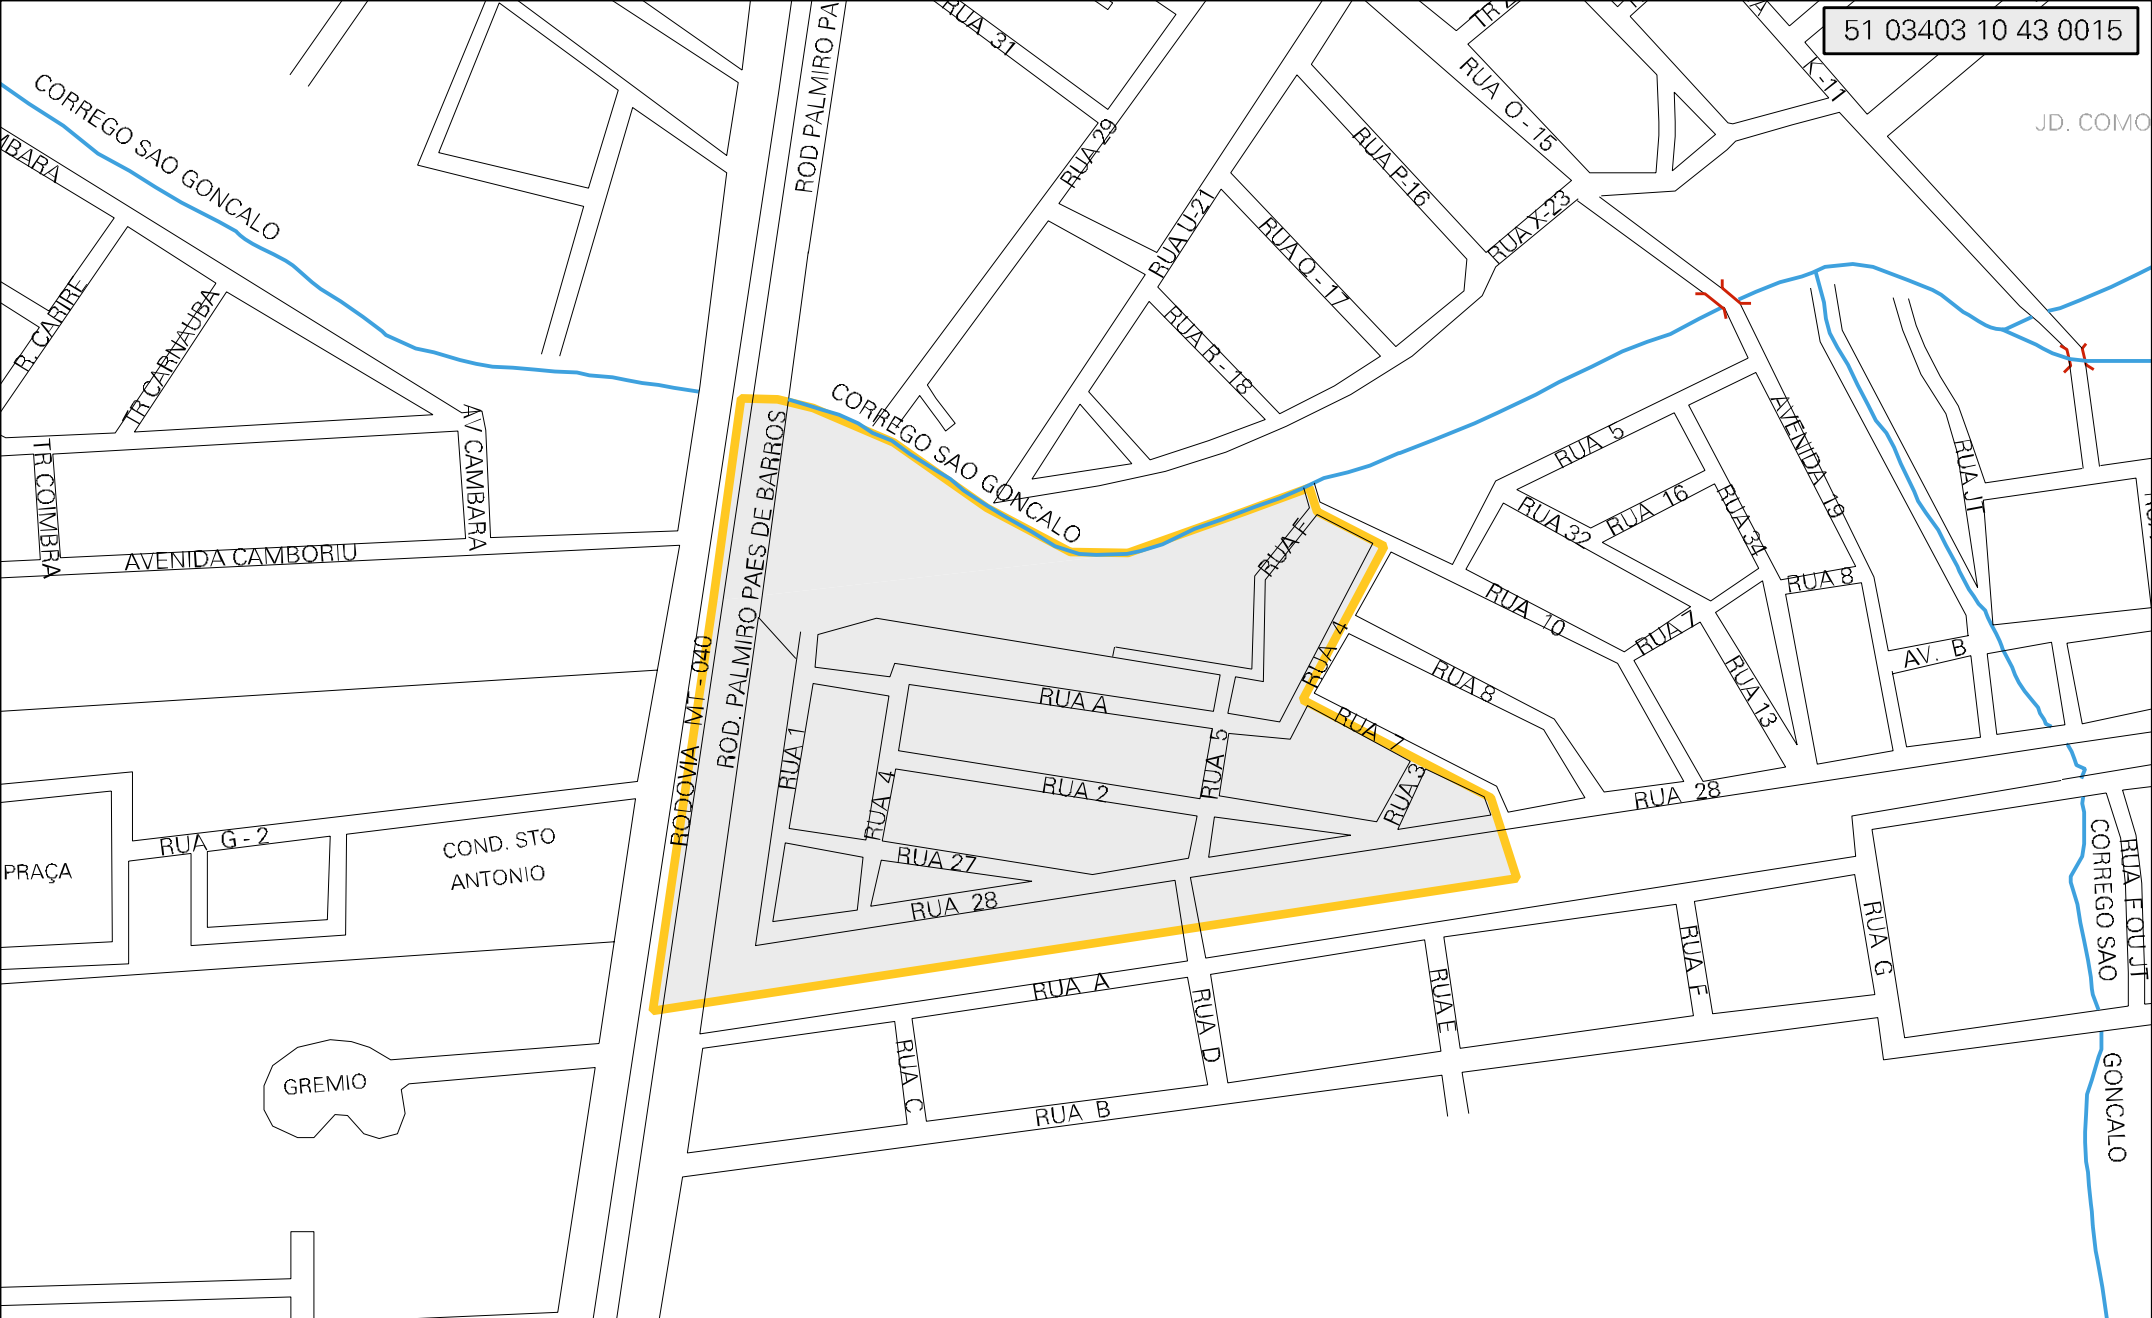 51 03403 10 43 0015
RUA 31
ROD PALMIRO PA
K-11
JD. COMO
CORREGO SAO GONCALO
MBARA
RUA 29
RUA O - 15
RUA P-16
RUA U-21
RUA X-23
RUA Q - 17
R. CARIRE
TR CARNAUBA
RUA R - 18
CORREGO SAO GONCALO
AV CAMBARA
TR COIMBRA
AVENIDA CAMBORIU
ROD. PALMIRO PAES DE BARROS
RODOVIA MT - 040
RUA F
RUA 5
RUA 16
RUA 32
RUA 34
AVENIDA 19
RUA JT
RUA 8
RUA 10
RUA 7
AV. B
RUA 4
RUA 8
RUA 13
RUA A
RUA 7
RUA 1
RUA 5
RUA 2
RUA 4
RUA 3
RUA 28
RUA G - 2
COND. STO
ANTONIO
PRAÇA
RUA 27
RUA 28
CORREGO SAO
GONCALO
RUA F OU JT
RUA G
RUA F
RUA E
RUA D
RUA A
RUA C
RUA B
GREMIO